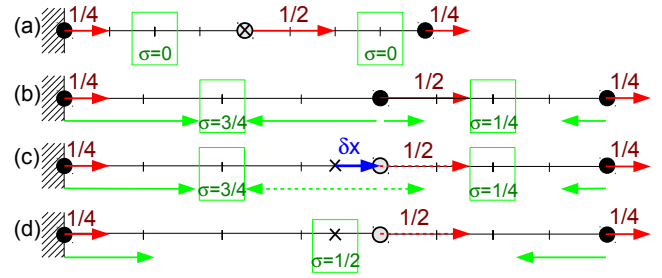 (a) 1/4 σ=0 1/2 σ=0 1/4
(b) 1/4 σ=3/4 1/2 σ=1/4 1/4
(c) 1/4 σ=3/4 δx 1/2 σ=1/4 1/4
(d) 1/4 σ=1/2 1/2 1/4